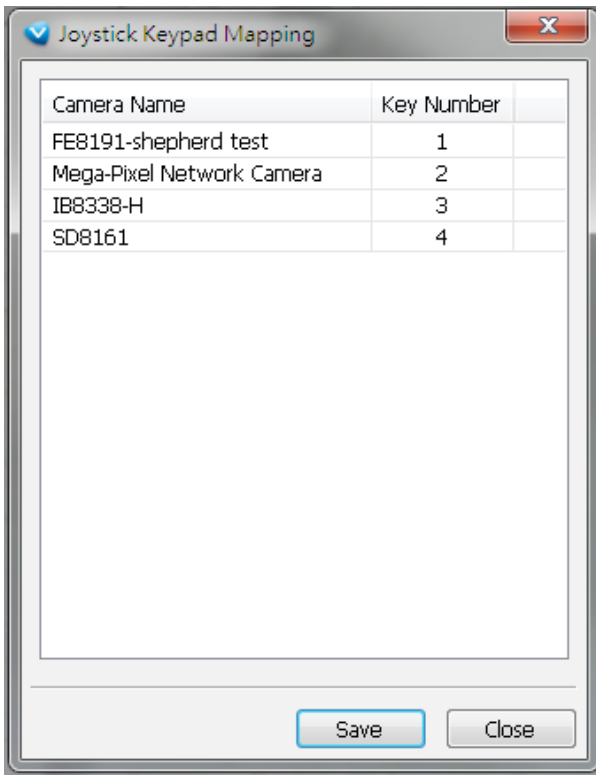 Joystick Keypad Mapping
Camera Name Key Number
FE8191-shepherd test 1
Mega-Pixel Network Camera 2
IB8338-H 3
SD8161 4
Save Close